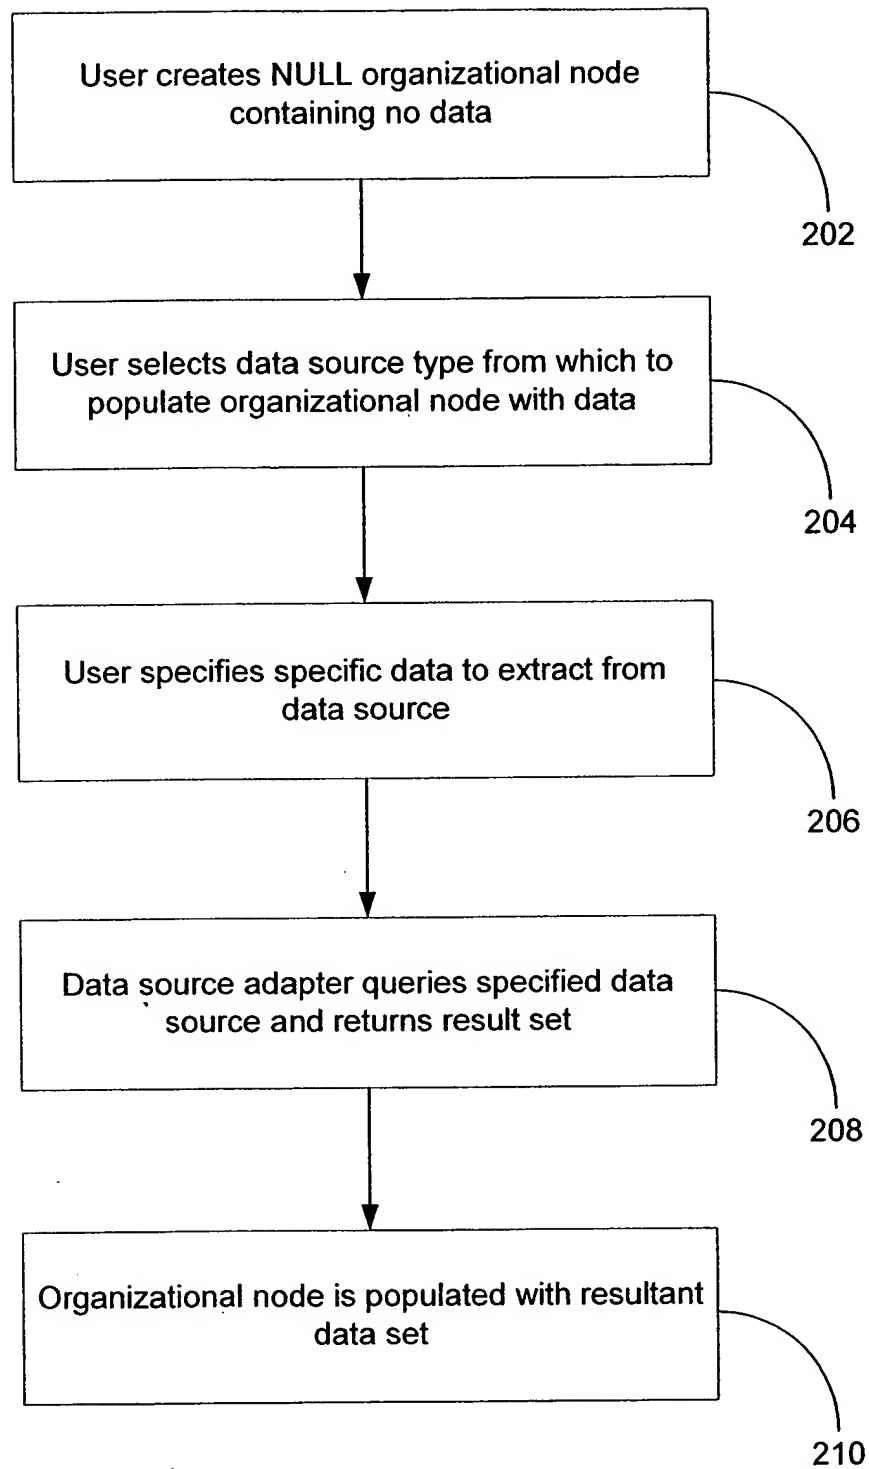 User creates NULL organizational node
containing no data
202
User selects data source type from which to
populate organizational node with data
204
User specifies specific data to extract from
data source
206
Data source adapter queries specified data
source and returns result set
208
Organizational node is populated with resultant
data set
210